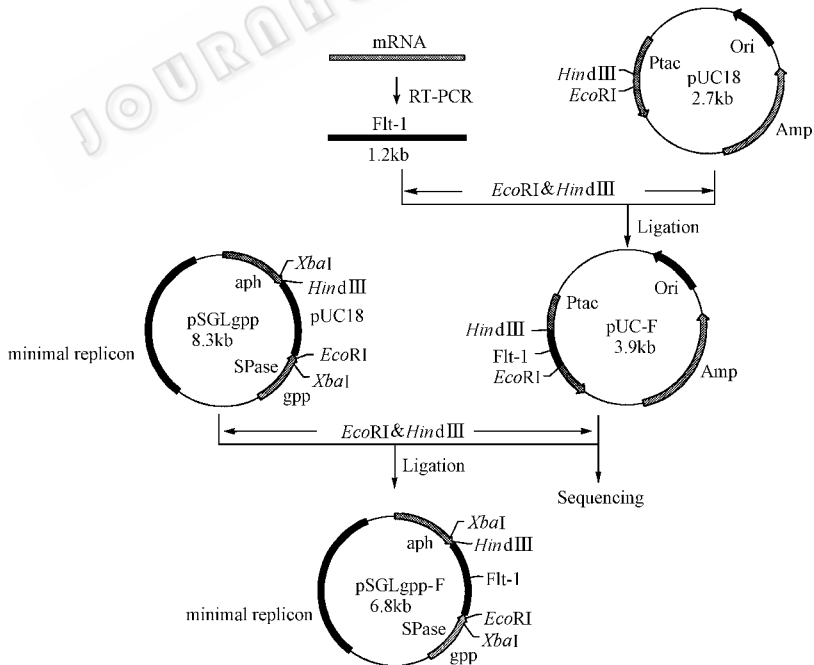 JOURNA
mRNA
RT-PCR
Flt-1
1.2kb
Ori
Ptac
HindIII
EcoRI
pUC18
2.7kb
Amp
EcoRI&HindIII
Ligation
XbaI
aph
HindIII
pUC18
pSGLgpp
8.3kb
minimal replicon
SPase
EcoRI
XbaI
gpp
Ori
Ptac
HindIII
pUC-F
3.9kb
Flt-1
EcoRI
Amp
EcoRI&HindIII
Ligation
Sequencing
XbaI
aph
HindIII
Flt-1
pSGLgpp-F
6.8kb
minimal replicon
SPase
EcoRI
XbaI
gpp